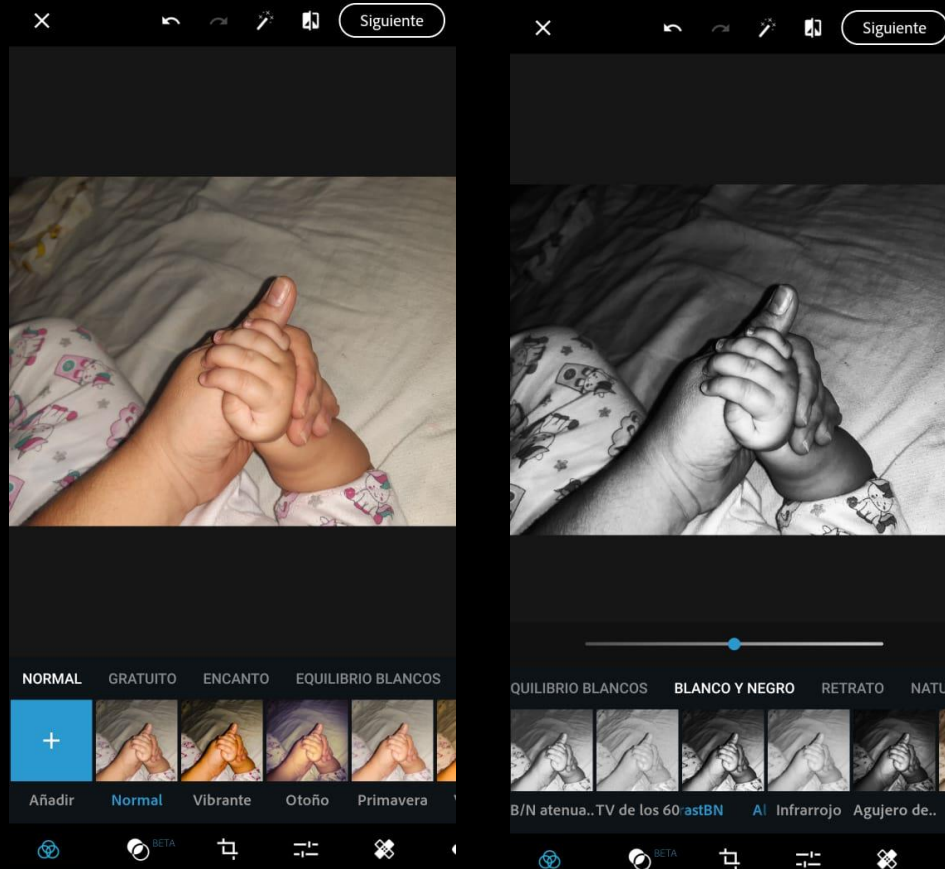 Siguiente
NORMAL GRATUITO ENCANTO EQUILIBRIO BLANCOS
Añadir Normal Vibrante Otoño Primavera
BETA
Siguiente
QUILIBRIO BLANCOS BLANCO Y NEGRO RETRATO NATU
B/N atenua.. TV de los 60 rastBN Al Infrarrojo Agujero de..
BETA